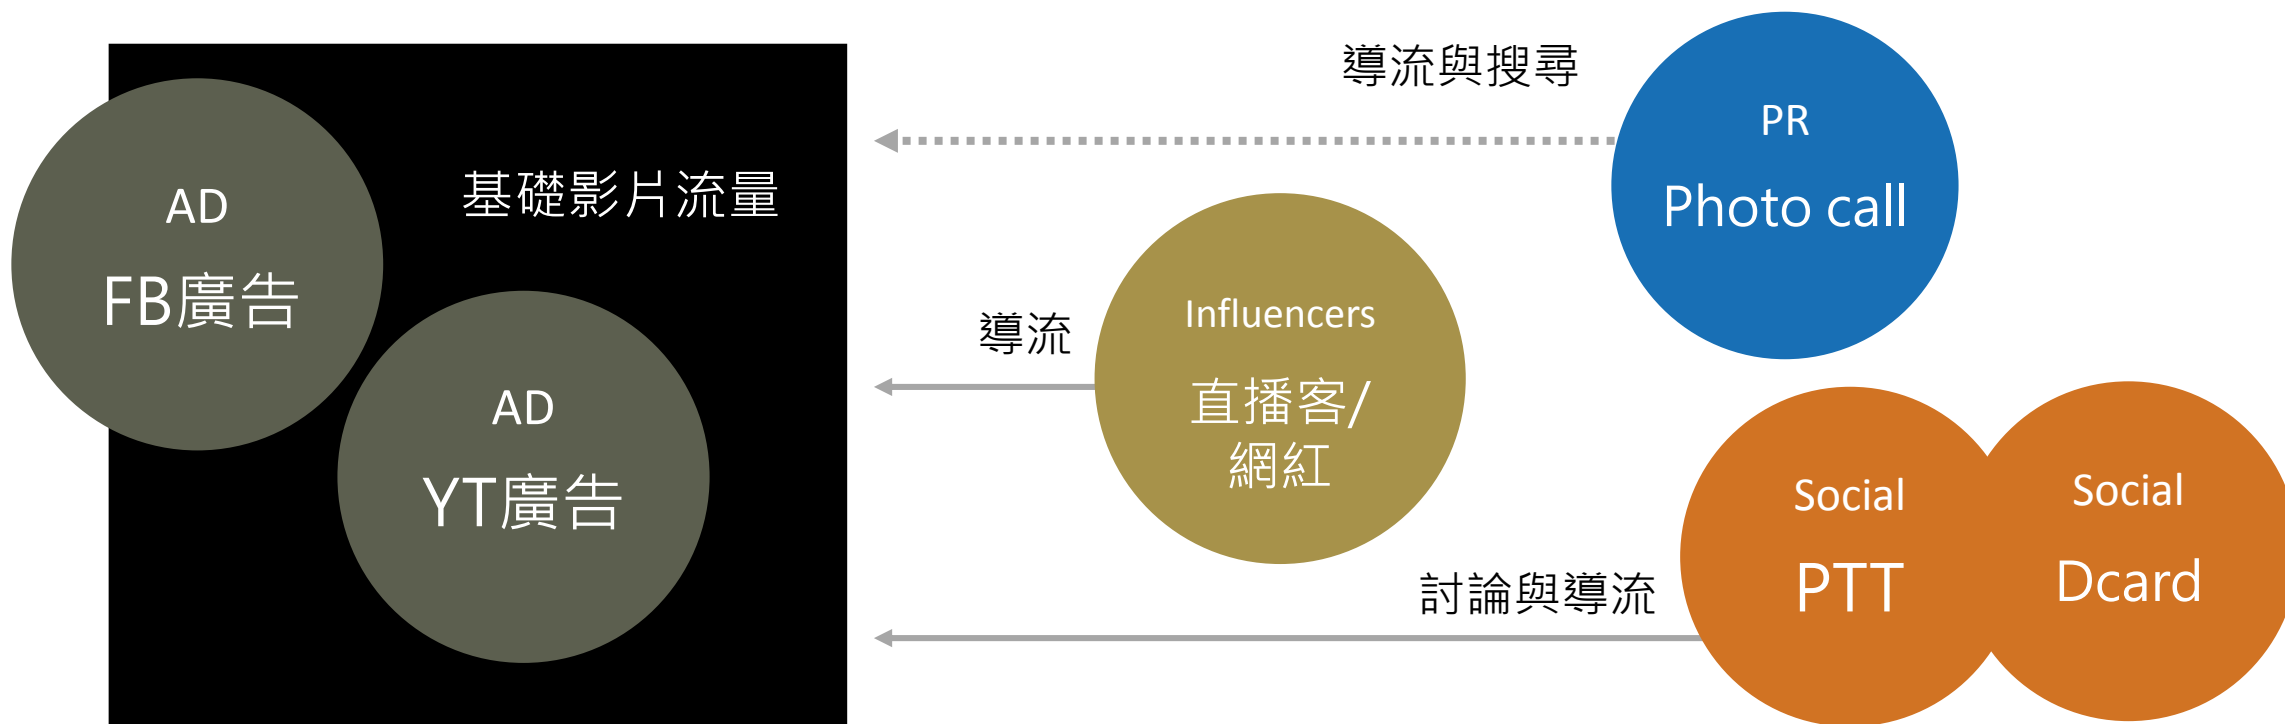 AD
FB廣告
基礎影片流量
AD
YT廣告
導流與搜尋
PR
Photo call
導流
Influencers
直播客/
網紅
討論與導流
Social
PTT
Social
Dcard